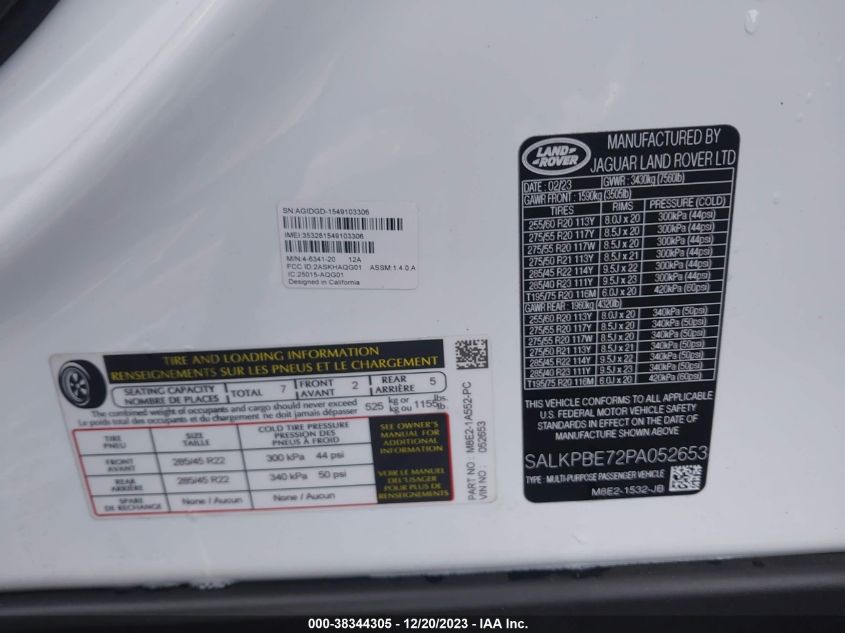 SN:AGIDGD-1549103306
IMEI:353281549103306
M/N:4-6341-20 12A
FCC ID:2ASKHAQG01 ASSM:1.4.0.A
IC:25015-AQG01
Designed in California
LAND-
ROVER
MANUFACTURED BY
JAGUAR LAND ROVER LTD
DATE : 02/23 GVWR : 3430kg (7560lb)
GAWR FRONT : 1590kg (3505lb)
TIRES RIMS PRESSURE (COLD)
255/60 R20 113Y 8.0J x 20 300kPa (44psi)
275/55 R20 117Y 8.5J x 20 300kPa (44psi)
275/55 R20 117W 8.5J x 20 300kPa (44psi)
275/50 R21 113Y 8.5J x 21 300kPa (44psi)
285/45 R22 114Y 9.5J x 22 300kPa (44psi)
285/40 R23 111Y 9.5J x 23 300kPa (44psi)
T195/75 R20 116M 6.0J x 20 420kPa (60psi)
GAWR REAR : 1960kg (4320lb)
255/60 R20 113Y 8.0J x 20 340kPa (50psi)
275/55 R20 117Y 8.5J x 20 340kPa (50psi)
275/55 R20 117W 8.5J x 20 340kPa (50psi)
275/50 R21 113Y 8.5J x 21 340kPa (50psi)
285/45 R22 114Y 9.5J x 22 340kPa (50psi)
285/40 R23 111Y 9.5J x 23 340kPa (50psi)
T195/75 R20 116M 6.0J x 20 420kPa (60psi)
THIS VEHICLE CONFORMS TO ALL APPLICABLE
U.S. FEDERAL MOTOR VEHICLE SAFETY
STANDARDS IN EFFECT ON THE DATE OF
MANUFACTURE SHOWN ABOVE.
SALKPBE72PA052653
TYPE : MULTI-PURPOSE PASSENGER VEHICLE
M8E2-1532-JB
TIRE AND LOADING INFORMATION
RENSEIGNEMENTS SUR LES PNEUS ET LE CHARGEMENT
SEATING CAPACITY
NOMBRE DE PLACES
TOTAL 7
FRONT
AVANT 2
REAR
ARRIÈRE 5
The combined weight of occupants and cargo should never exceed
Le poids total des occupants et du chargement ne doit jamais dépasser
525 kg or
kg ou 1155 lbs.
lb.
TIRE
PNEU
SIZE
TAILLE
COLD TIRE PRESSURE
PRESSION DES
PNEUS À FROID
FRONT
AVANT
285/45 R22 300 kPa 44 psi
REAR
ARRIÈRE
285/45 R22 340 kPa 50 psi
SPARE
DE RECHANGE
None / Aucun None / Aucun
SEE OWNER'S
MANUAL FOR
ADDITIONAL
INFORMATION
VOIR LE MANUEL
DE L'USAGER
POUR PLUS DE
RENSEIGNEMENTS
PART NO : M8E2-1A552-PC
VIN NO : 052653
000-38344305 - 12/20/2023 - IAA Inc.